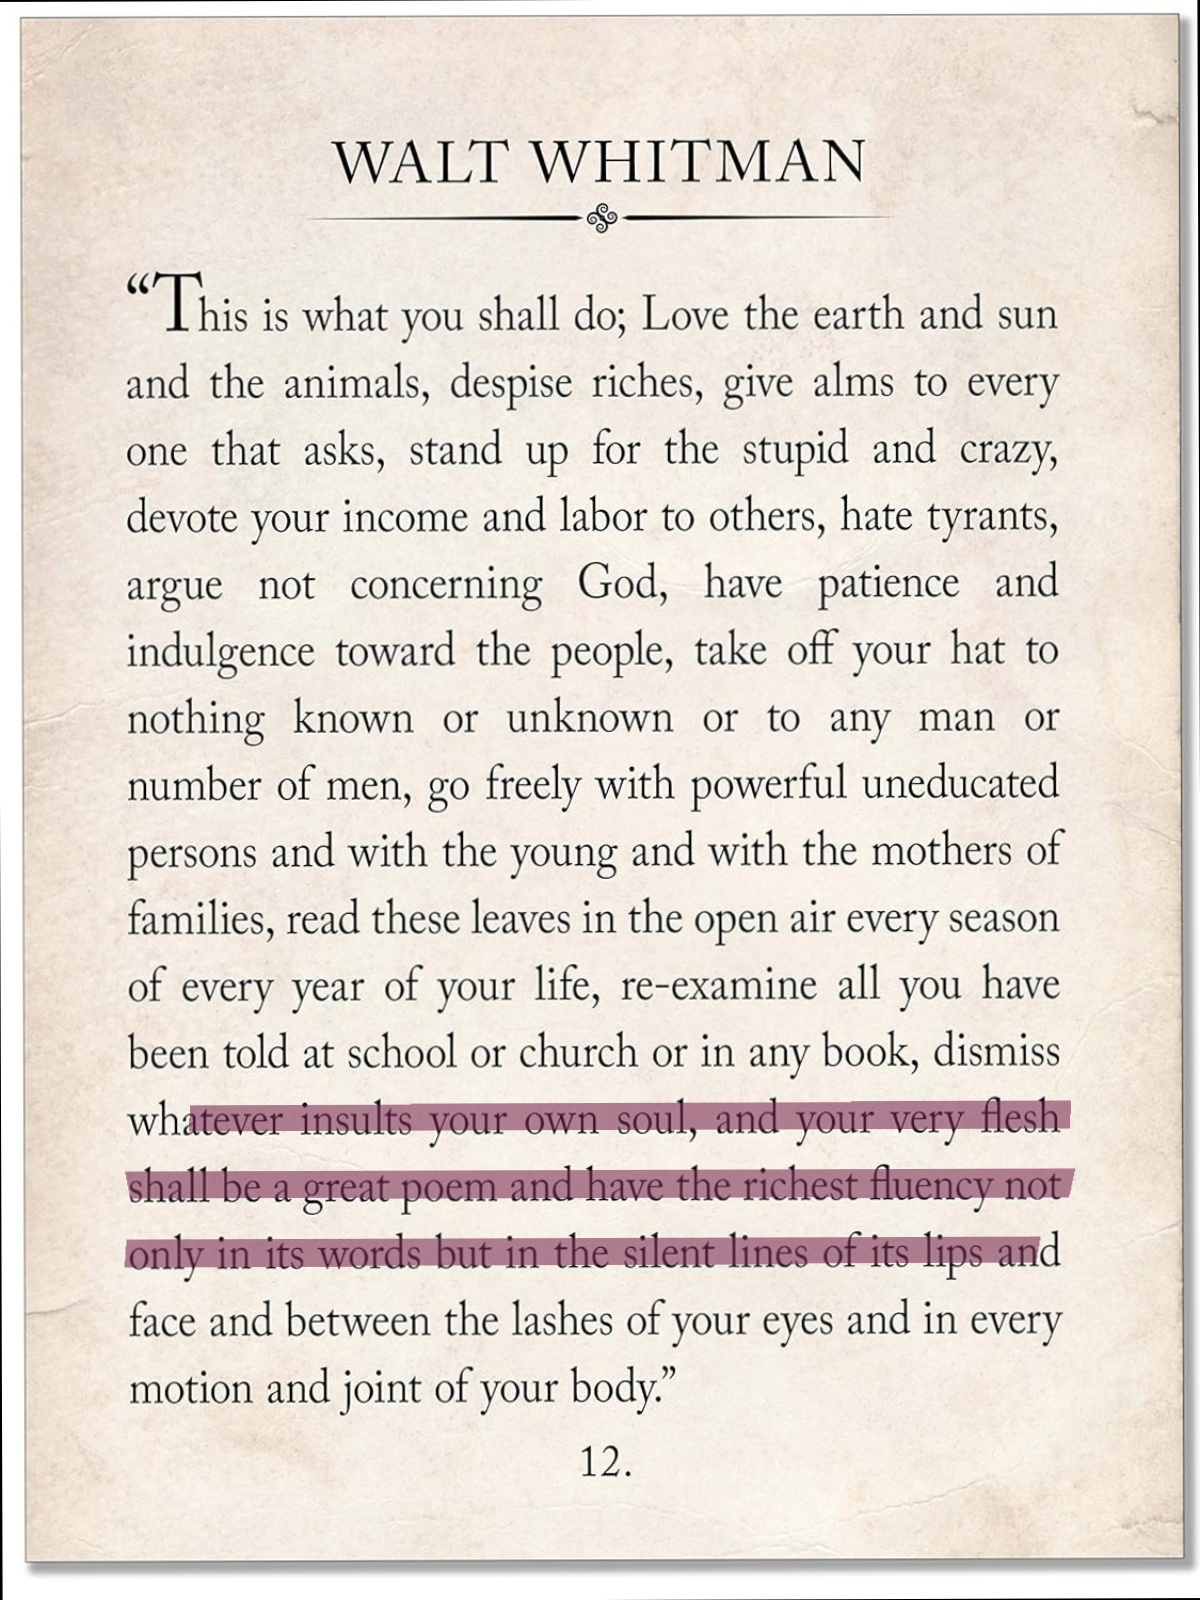 WALT WHITMAN
“This is what you shall do; Love the earth and sun
and the animals, despise riches, give alms to every
one that asks, stand up for the stupid and crazy,
devote your income and labor to others, hate tyrants,
argue not concerning God, have patience and
indulgence toward the people, take off your hat to
nothing known or unknown or to any man or
number of men, go freely with powerful uneducated
persons and with the young and with the mothers of
families, read these leaves in the open air every season
of every year of your life, re-examine all you have
been told at school or church or in any book, dismiss
whatever insults your own soul, and your very flesh
shall be a great poem and have the richest fluency not
only in its words but in the silent lines of its lips and
face and between the lashes of your eyes and in every
motion and joint of your body.”
12.